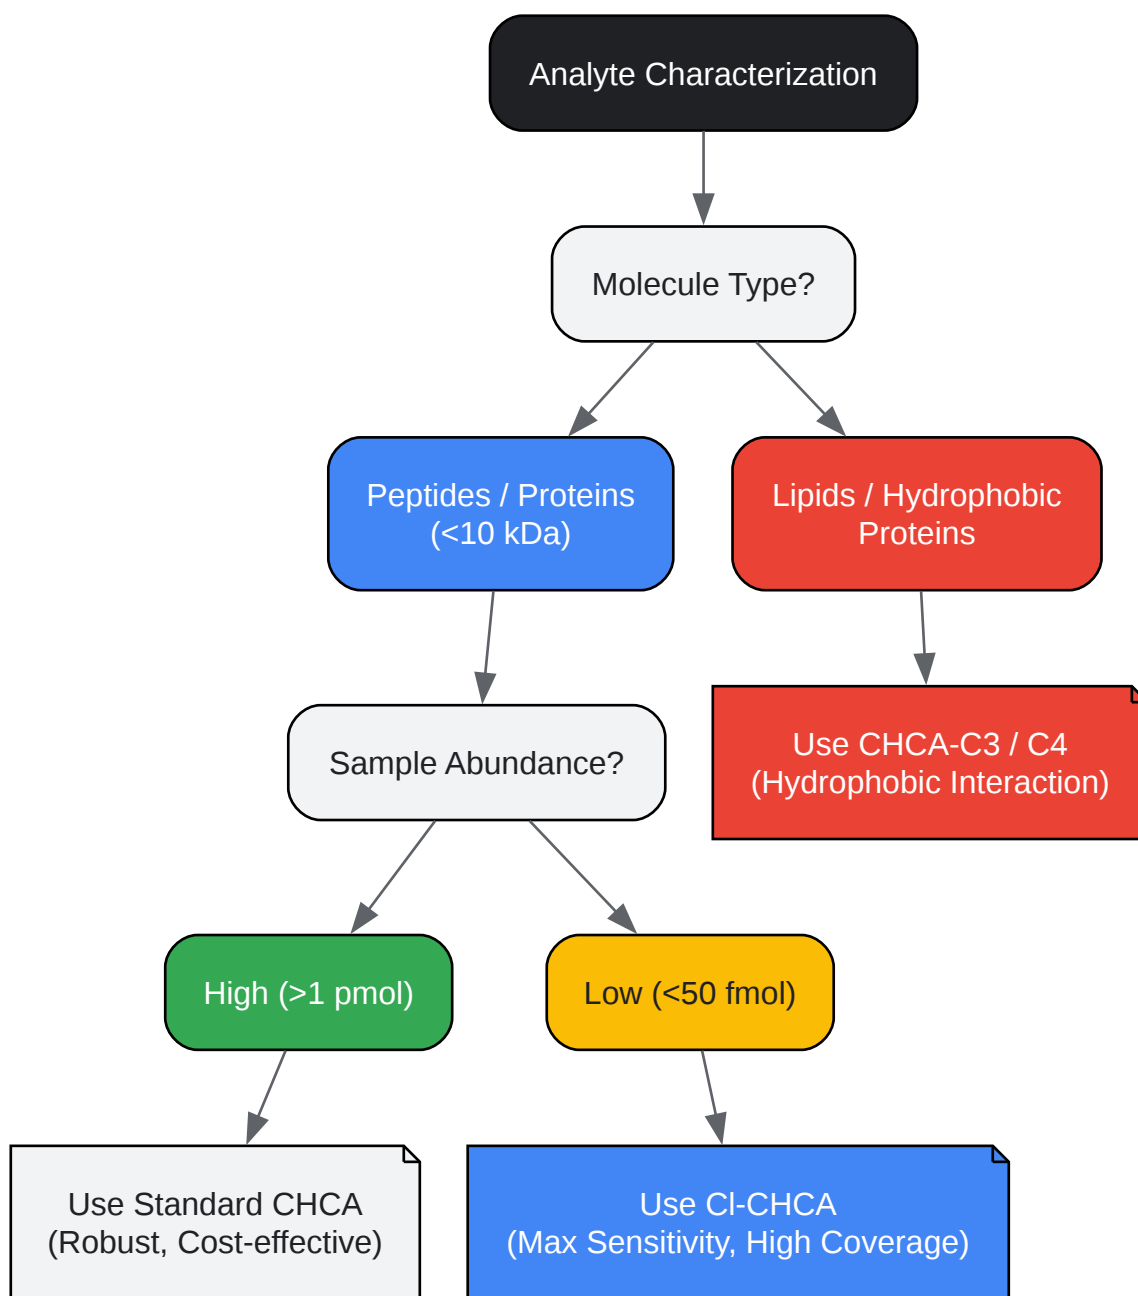 Analyte Characterization
Molecule Type?
Peptides / Proteins
(<10 kDa)
Lipids / Hydrophobic
Proteins
Sample Abundance?
Use CHCA-C3 / C4
(Hydrophobic Interaction)
High (>1 pmol)
Low (<50 fmol)
Use Standard CHCA
(Robust, Cost-effective)
Use Cl-CHCA
(Max Sensitivity, High Coverage)